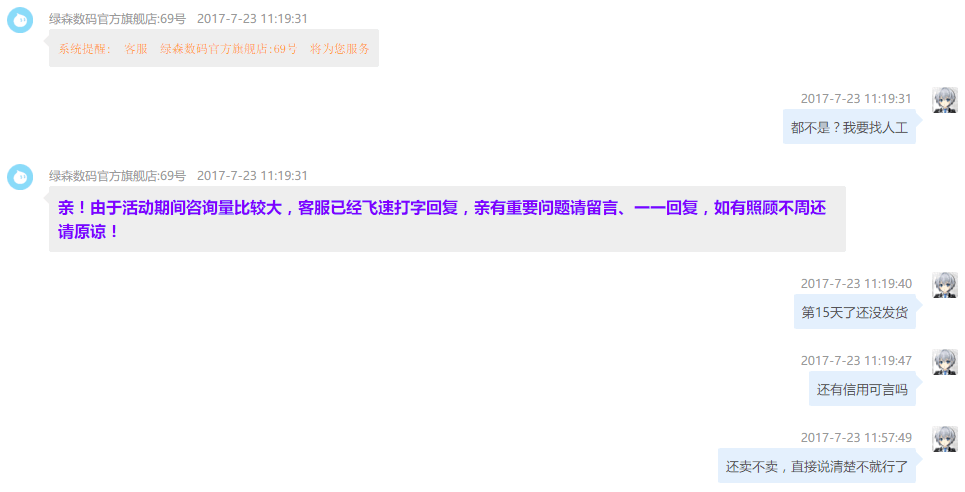 绿森数码官方旗舰店:69号 2017-7-23 11:19:31
系统提醒: 客服 绿森数码官方旗舰店:69号 将为您服务
2017-7-23 11:19:31
都不是？我要找人工
绿森数码官方旗舰店:69号 2017-7-23 11:19:31
亲！由于活动期间咨询量比较大，客服已经飞速打字回复，亲有重要问题请留言、一一回复，如有照顾不周还
请原谅！
2017-7-23 11:19:40
第15天了还没发货
2017-7-23 11:19:47
还有信用可言吗
2017-7-23 11:57:49
还卖不卖，直接说清楚不就行了